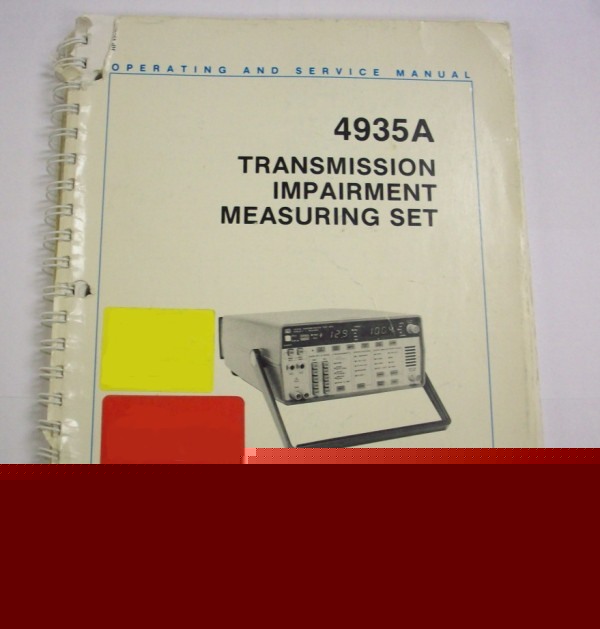 OPERATING AND SERVICE MANUAL
4935A
TRANSMISSION
IMPAIRMENT
MEASURING SET